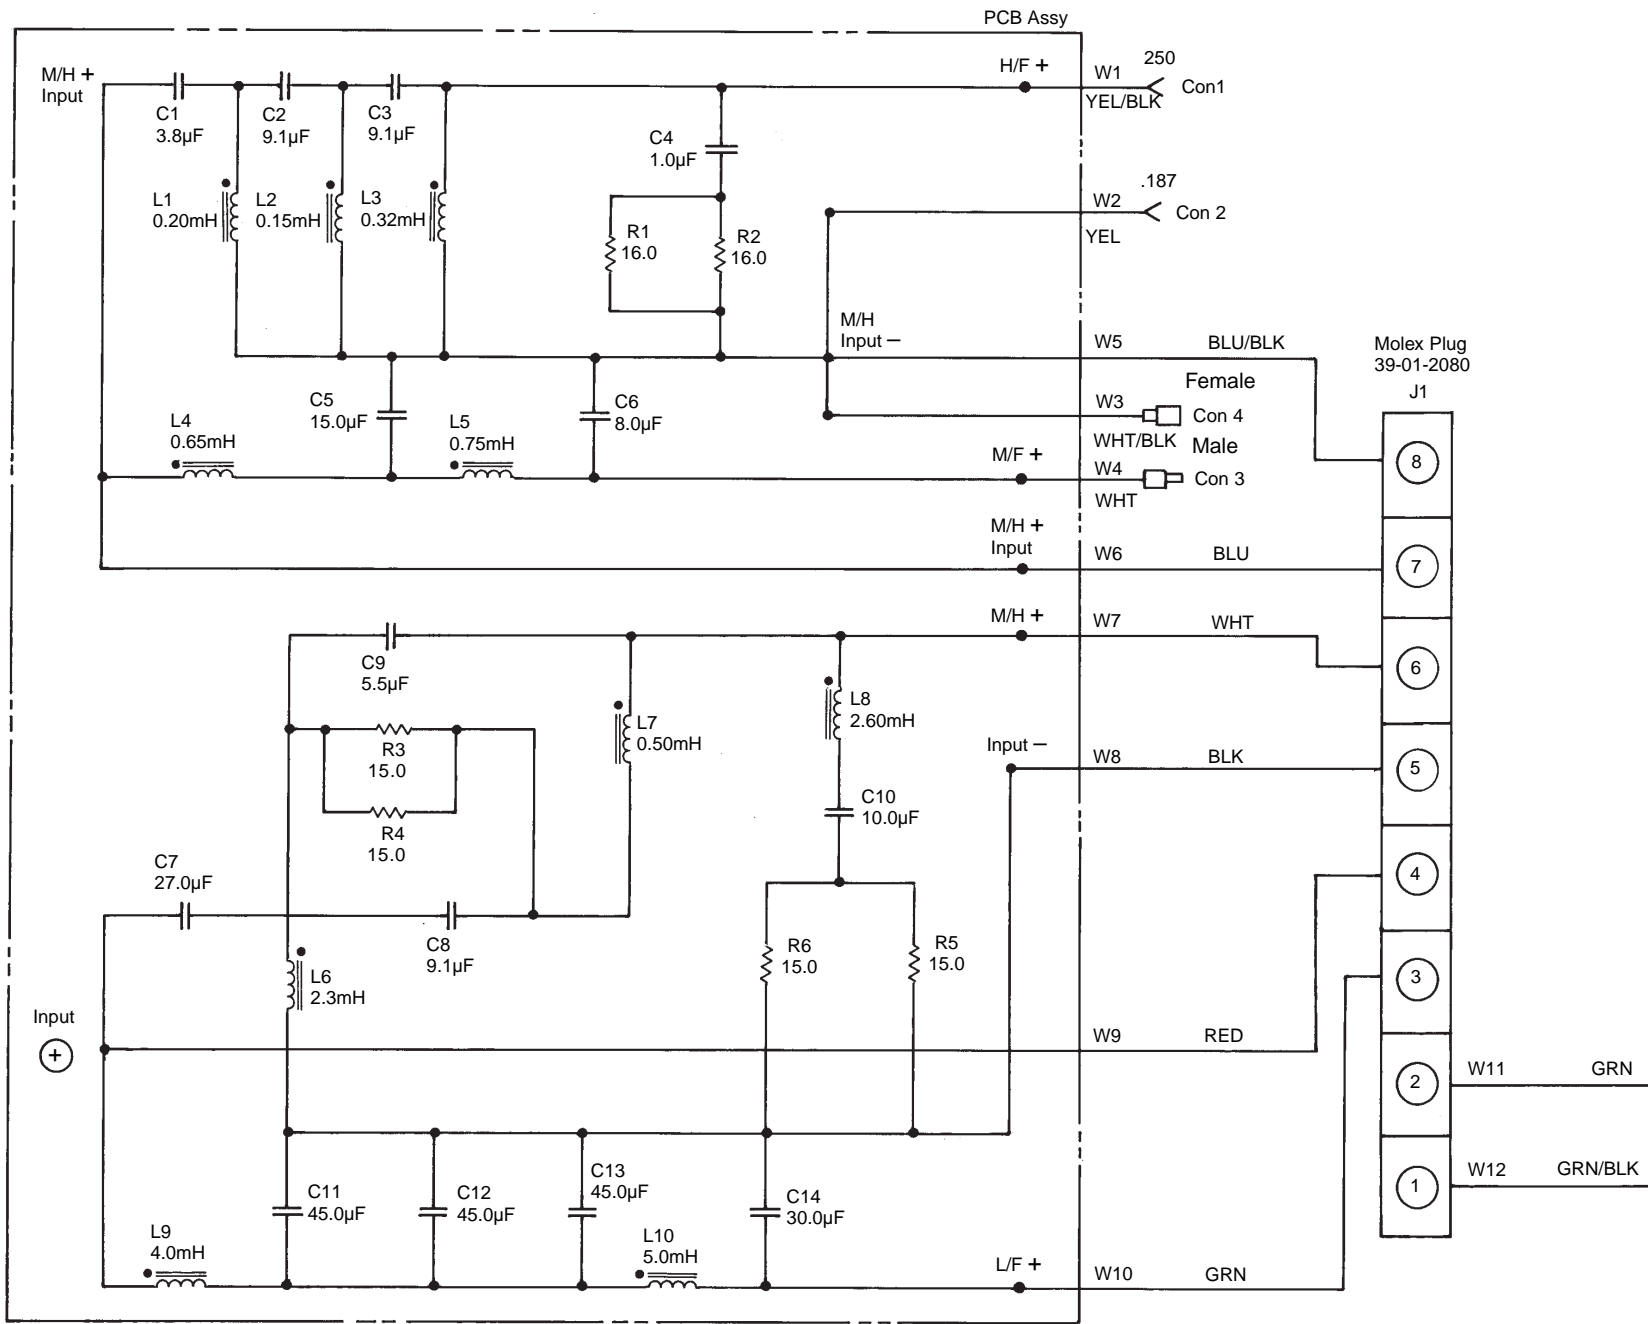 PCB Assy
M/H +
Input
H/F +
W1
250
Con1
YEL/BLK
C1
3.8µF
C2
9.1µF
C3
9.1µF
C4
1.0µF
L1
0.20mH
L2
0.15mH
L3
0.32mH
R1
16.0
R2
16.0
W2
.187
Con 2
YEL
M/H
Input –
W5
BLU/BLK
Molex Plug
39-01-2080
J1
Female
W3
Con 4
WHT/BLK
Male
C5
15.0µF
C6
8.0µF
L4
0.65mH
L5
0.75mH
M/F +
W4
Con 3
WHT
8
M/H +
Input
W6
BLU
7
M/H +
W7
WHT
6
C9
5.5µF
R3
15.0
R4
15.0
L7
0.50mH
L8
2.60mH
Input –
W8
BLK
5
C10
10.0µF
C7
27.0µF
4
C8
9.1µF
R6
15.0
R5
15.0
L6
2.3mH
3
Input
+
W9
RED
2
W11
GRN
C11
45.0µF
C12
45.0µF
C13
45.0µF
C14
30.0µF
1
W12
GRN/BLK
L9
4.0mH
L10
5.0mH
L/F +
W10
GRN